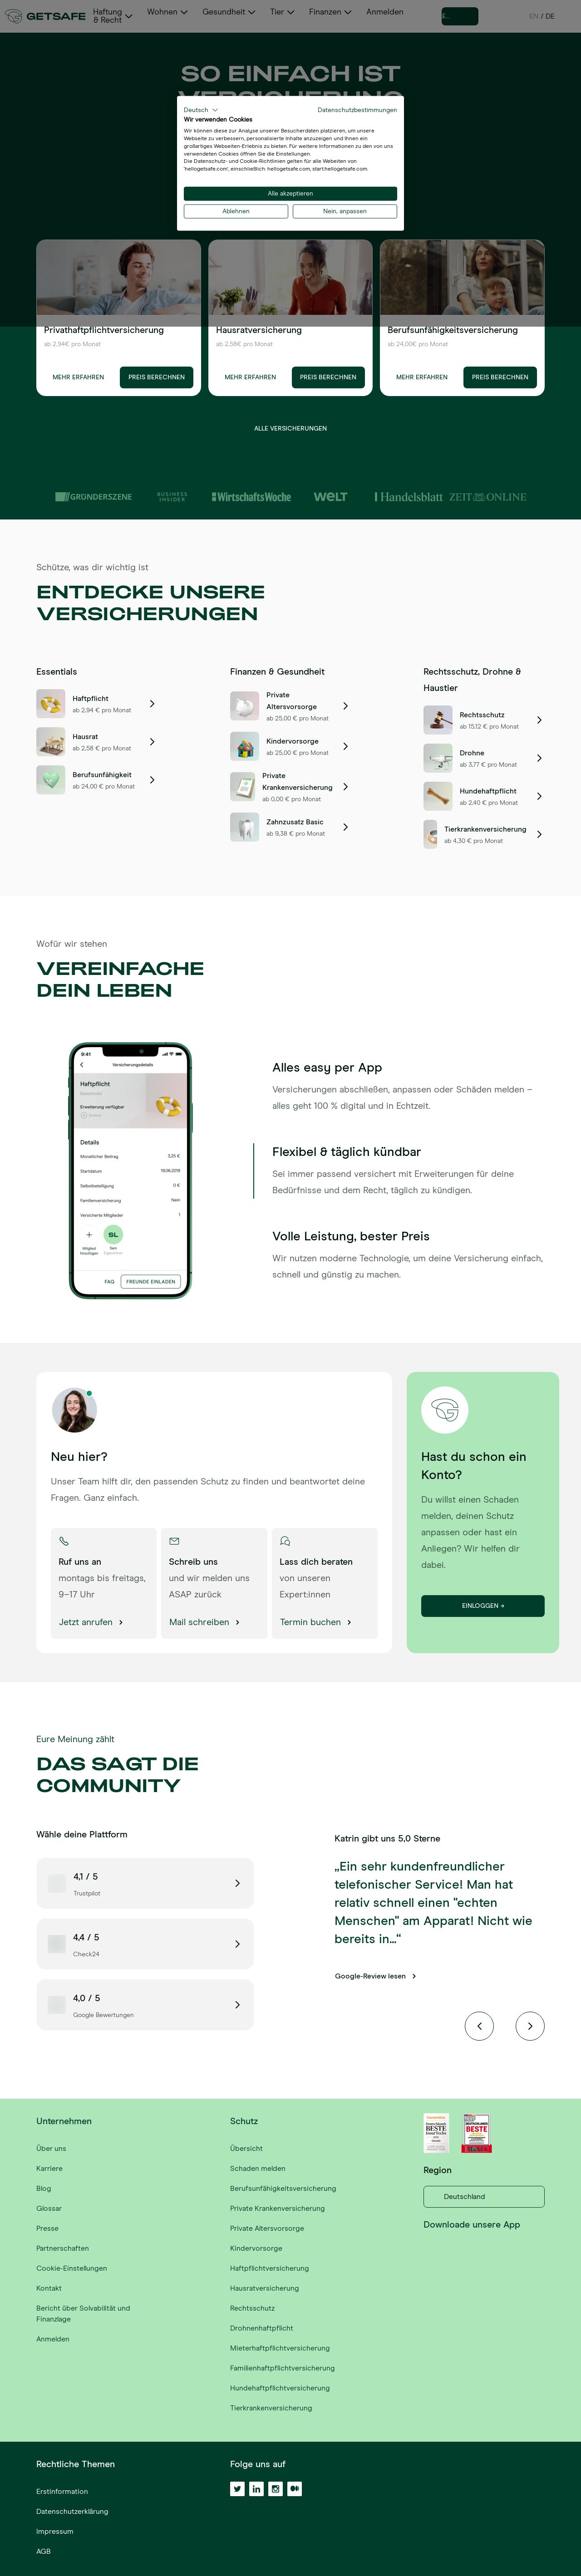 GETSAFE
Haftung & Recht
Wohnen
Gesundheit
Tier
Finanzen
Anmelden
EN / DE
SO EINFACH IST
Deutsch
Datenschutzbestimmungen
Wir verwenden Cookies
Wir können diese zur Analyse unserer Besucherdaten platzieren, um unsere
Webseite zu verbessern, personalisierte Inhalte anzuzeigen und Ihnen ein
großartiges Webseiten-Erlebnis zu bieten. Für weitere Informationen zu den von uns
verwendeten Cookies öffnen Sie die Einstellungen.
Die Datenschutz- und Cookie-Richtlinien gelten für alle Webseiten von
'hellogetsafe.com', einschließlich: hellogetsafe.com, start.hellogetsafe.com.
Alle akzeptieren
Ablehnen
Nein, anpassen
Privathaftpflichtversicherung
ab 2,94€ pro Monat
MEHR ERFAHREN
PREIS BERECHNEN
Hausratversicherung
ab 2,58€ pro Monat
MEHR ERFAHREN
PREIS BERECHNEN
Berufsunfähigkeitsversicherung
ab 24,00€ pro Monat
MEHR ERFAHREN
PREIS BERECHNEN
ALLE VERSICHERUNGEN
GRÜNDERSZENE
BUSINESS INSIDER
WirtschaftsWoche
WELT
Handelsblatt
ZEIT ONLINE
Schütze, was dir wichtig ist
ENTDECKE UNSERE
VERSICHERUNGEN
Essentials
Haftpflicht
ab 2,94 € pro Monat
Hausrat
ab 2,58 € pro Monat
Berufsunfähigkeit
ab 24,00 € pro Monat
Finanzen & Gesundheit
Private
Altersvorsorge
ab 25,00 € pro Monat
Kindervorsorge
ab 25,00 € pro Monat
Private
Krankenversicherung
ab 0,00 € pro Monat
Zahnzusatz Basic
ab 9,38 € pro Monat
Rechtsschutz, Drohne &
Haustier
Rechtsschutz
ab 15,12 € pro Monat
Drohne
ab 3,77 € pro Monat
Hundehaftpflicht
ab 2,40 € pro Monat
Tierkrankenversicherung
ab 4,30 € pro Monat
Wofür wir stehen
VEREINFACHE
DEIN LEBEN
9:41
Versicherungsdetails
Haftpflicht
Erweiterung verfügbar
Details
Monatlicher Beitrag 3,25 €
Startdatum 19.06.2018
Selbstbeteiligung 0 €
Familienversicherung Nein
Versicherte Mitglieder 1
SL
Mitglied
hinzufügen
FAQ
FREUNDE EINLADEN
Alles easy per App
Versicherungen abschließen, anpassen oder Schäden melden –
alles geht 100 % digital und in Echtzeit.
Flexibel & täglich kündbar
Sei immer passend versichert mit Erweiterungen für deine
Bedürfnisse und dem Recht, täglich zu kündigen.
Volle Leistung, bester Preis
Wir nutzen moderne Technologie, um deine Versicherung einfach,
schnell und günstig zu machen.
Neu hier?
Unser Team hilft dir, den passenden Schutz zu finden und beantwortet deine
Fragen. Ganz einfach.
Ruf uns an
montags bis freitags,
9–17 Uhr
Jetzt anrufen
Schreib uns
und wir melden uns
ASAP zurück
Mail schreiben
Lass dich beraten
von unseren
Expert:innen
Termin buchen
Hast du schon ein
Konto?
Du willst einen Schaden
melden, deinen Schutz
anpassen oder hast ein
Anliegen? Wir helfen dir
dabei.
EINLOGGEN →
Eure Meinung zählt
DAS SAGT DIE
COMMUNITY
Wähle deine Plattform
4,1 / 5
Trustpilot
4,4 / 5
Check24
4,0 / 5
Google Bewertungen
Katrin gibt uns 5,0 Sterne
„Ein sehr kundenfreundlicher
telefonischer Service! Man hat
relativ schnell einen "echten
Menschen" am Apparat! Nicht wie
bereits in...“
Google-Review lesen
Unternehmen
Über uns
Karriere
Blog
Glossar
Presse
Partnerschaften
Cookie-Einstellungen
Kontakt
Bericht über Solvabilität und
Finanzlage
Anmelden
Schutz
Übersicht
Schaden melden
Berufsunfähigkeitsversicherung
Private Krankenversicherung
Private Altersvorsorge
Kindervorsorge
Haftpflichtversicherung
Hausratversicherung
Rechtsschutz
Drohnenhaftpflicht
Mieterhaftpflichtversicherung
Familienhaftpflichtversicherung
Hundehaftpflichtversicherung
Tierkrankenversicherung
BESTE
BESTE
Region
Deutschland
Downloade unsere App
Rechtliche Themen
Erstinformation
Datenschutzerklärung
Impressum
AGB
Folge uns auf